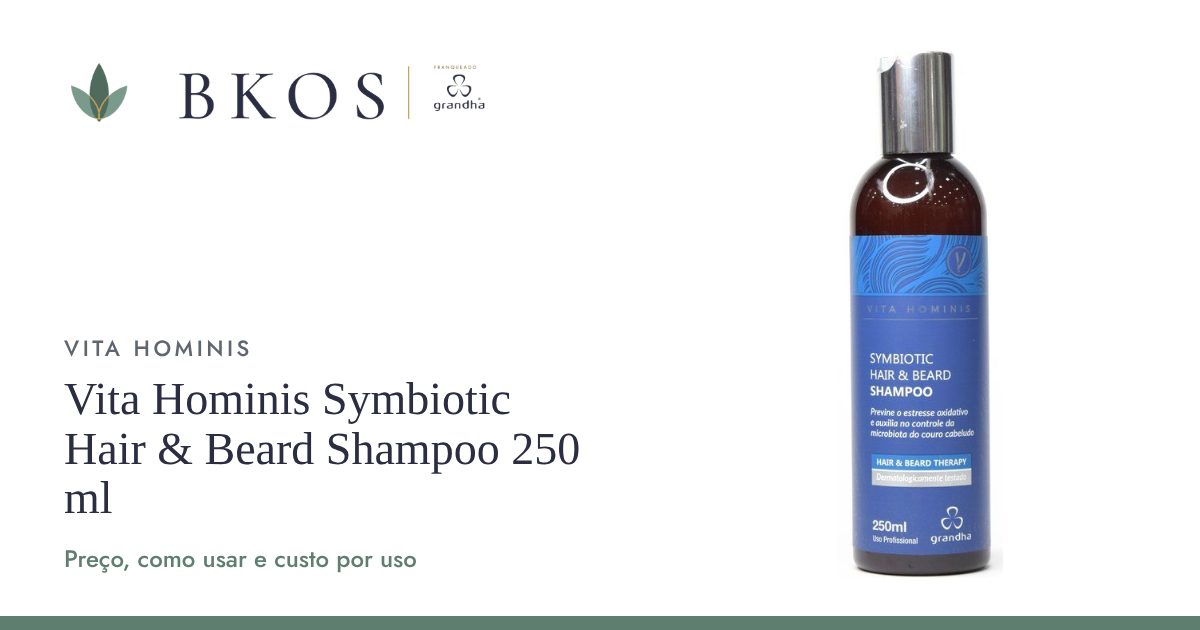 BKOS
FRANQUEADO
grandha
VITA HOMINIS
Vita Hominis Symbiotic
Hair & Beard Shampoo 250
ml
Preço, como usar e custo por uso
VITA HOMINIS
SYMBIOTIC
HAIR & BEARD
SHAMPOO
Previne o estresse oxidativo
e auxilia no controle da
microbiota do couro cabeludo
HAIR & BEARD THERAPY
Dermatologicamente testado
250ml
Uso Profissional
grandha